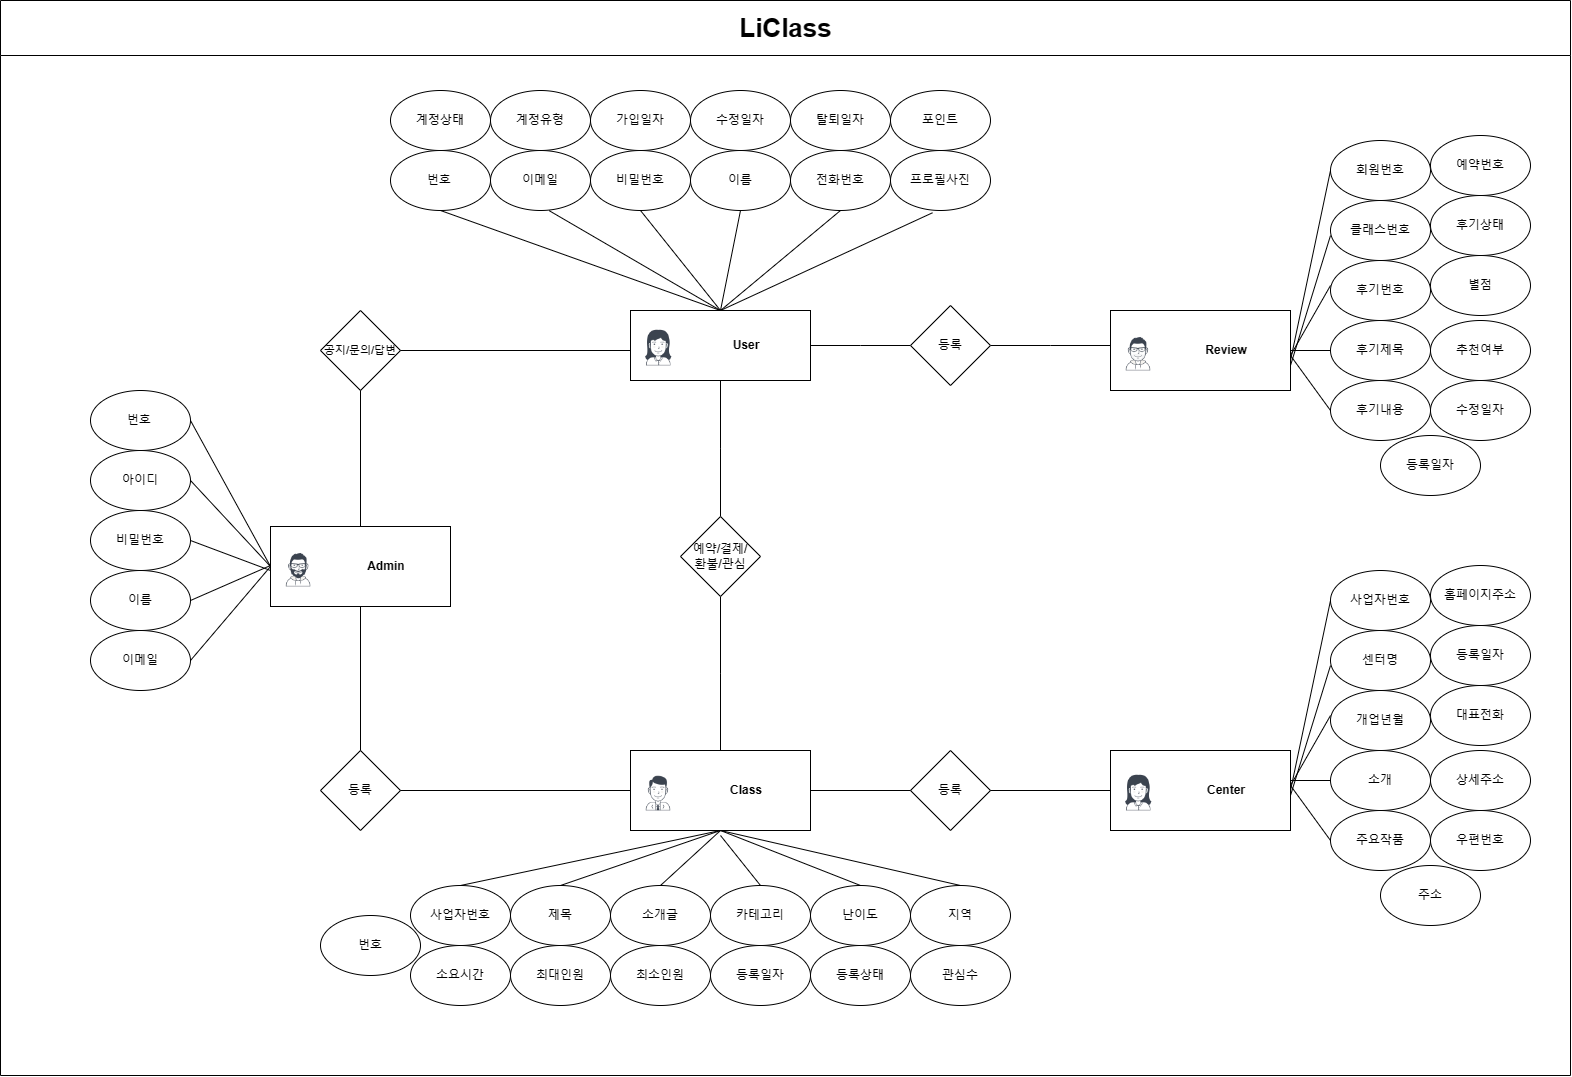 LiClass
계정상태
계정유형
가입일자
수정일자
탈퇴일자
포인트
번호
이메일
비밀번호
이름
전화번호
프로필사진
회원번호
예약번호
클래스번호
후기상태
후기번호
별점
후기제목
추천여부
후기내용
수정일자
등록일자
공지/문의/답변
User
등록
Review
번호
아이디
비밀번호
이름
이메일
Admin
예약/결제/
환불/관심
사업자번호
홈페이지주소
센터명
등록일자
개업년월
대표전화
소개
상세주소
주요작품
우편번호
주소
등록
Class
등록
Center
사업자번호
제목
소개글
카테고리
난이도
지역
번호
소요시간
최대인원
최소인원
등록일자
등록상태
관심수